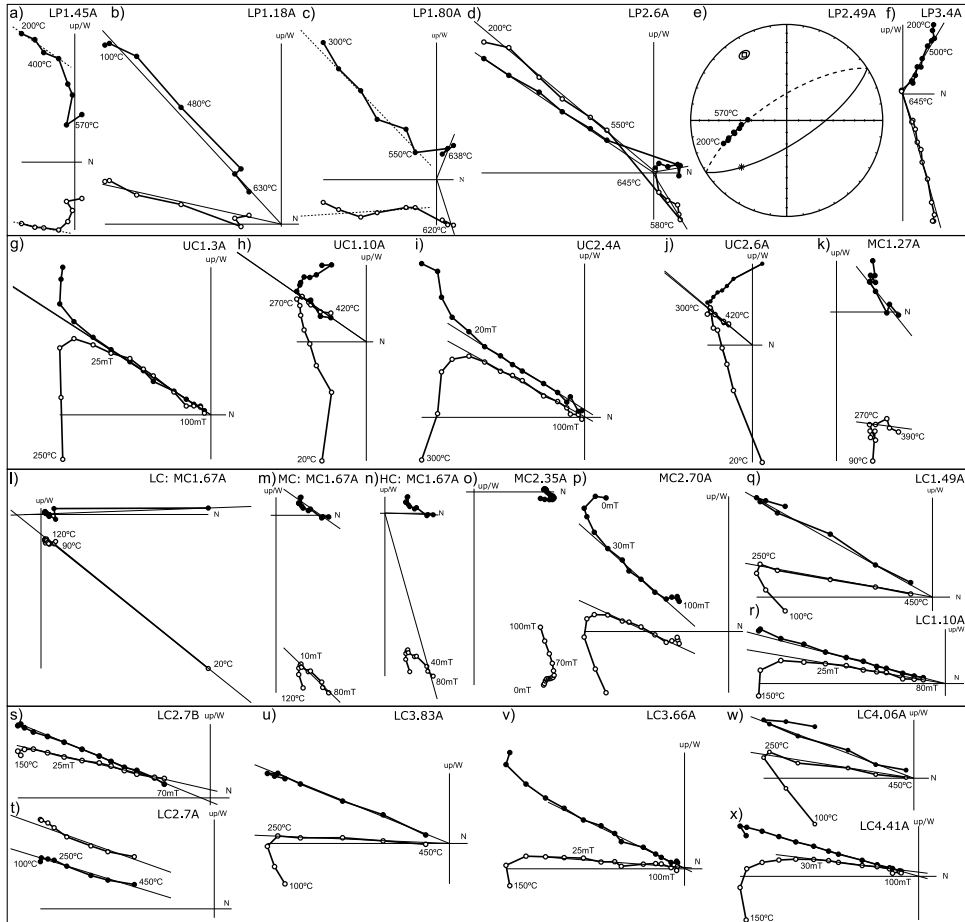 a) LP1.45A
up/W
200ºC
400ºC
570ºC
N
b) LP1.18A
up/W
100ºC
480ºC
630ºC
N
c) LP1.80A
up/W
300ºC
550ºC
638ºC
N
620ºC
d) LP2.6A
up/W
200ºC
550ºC
645ºC
N
580ºC
e) LP2.49A
570ºC
200ºC
f) LP3.4A
up/W
200ºC
500ºC
645ºC
N
g) UC1.3A
up/W
25mT
N
100mT
250ºC
h) UC1.10A
up/W
270ºC
420ºC
N
20ºC
i) UC2.4A
up/W
20mT
N
100mT
300ºC
j) UC2.6A
up/W
300ºC
420ºC
N
20ºC
k) MC1.27A
up/W
N
270ºC
390ºC
90ºC
l) LC: MC1.67A
up/W
N
120ºC
90ºC
20ºC
m) MC: MC1.67A
up/W
N
10mT
120ºC
80mT
n) HC: MC1.67A
up/W
N
40mT
80mT
o) MC2.35A
N
100mT
70mT
0mT
p) MC2.70A
up/W
0mT
30mT
100mT
N
q) LC1.49A
up/W
250ºC
N
450ºC
100ºC
r) LC1.10A
up/W
25mT
N
80mT
150ºC
s) LC2.7B
up/W
150ºC
25mT
70mT
N
t) LC2.7A
100ºC
250ºC
450ºC
N
u) LC3.83A
up/W
250ºC
N
450ºC
100ºC
v) LC3.66A
up/W
25mT
N
100mT
150ºC
w) LC4.06A
up/W
250ºC
N
450ºC
100ºC
x) LC4.41A
up/W
30mT
N
100mT
150ºC